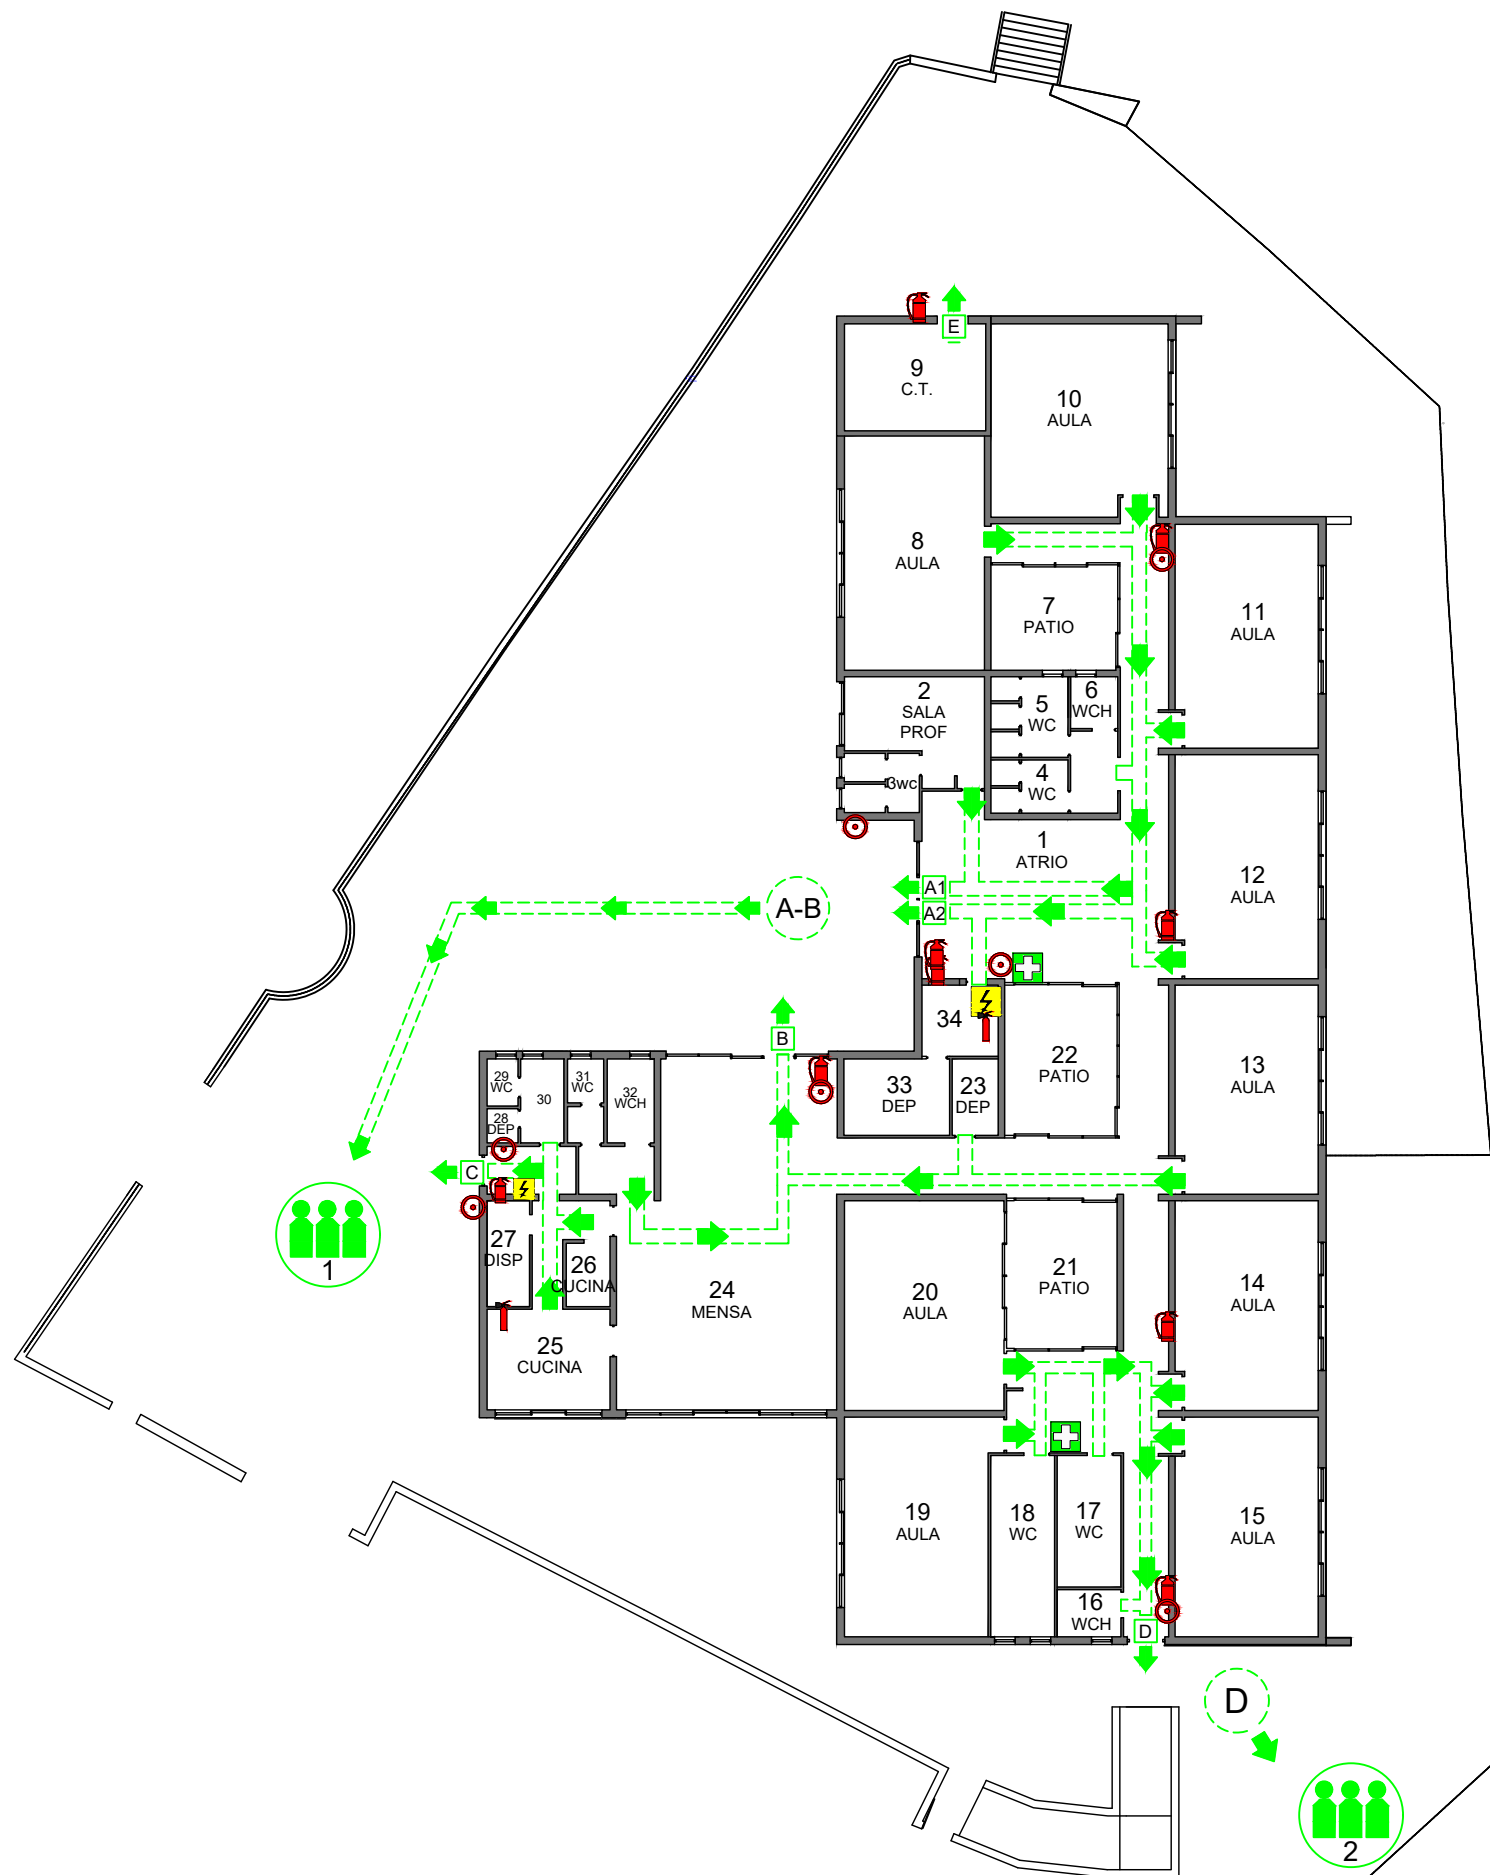 E
9
C.T.
10
AULA
8
AULA
7
PATIO
11
AULA
2
SALA
PROF
5
WC
6
WCH
3wc
4
WC
1
ATRIO
12
AULA
A1
A2
A-B
34
22
PATIO
13
AULA
B
33
DEP
23
DEP
29
WC
30
31
WC
32
WCH
28
DEP
C
1
27
DISP
26
CUCINA
25
CUCINA
24
MENSA
20
AULA
21
PATIO
14
AULA
19
AULA
18
WC
17
WC
15
AULA
16
WCH
D
D
2